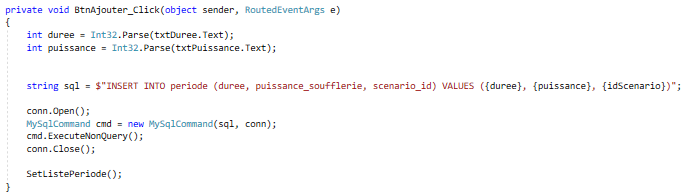 private void BtnAjouter_Click(object sender, RoutedEventArgs e)
{
int duree = Int32.Parse(txtDuree.Text);
int puissance = Int32.Parse(txtPuissance.Text);
string sql = $"INSERT INTO periode (duree, puissance_soufflerie, scenario_id) VALUES ({duree}, {puissance}, {idScenario})";
conn.Open();
MySqlCommand cmd = new MySqlCommand(sql, conn);
cmd.ExecuteNonQuery();
conn.Close();
SetListePeriode();
}